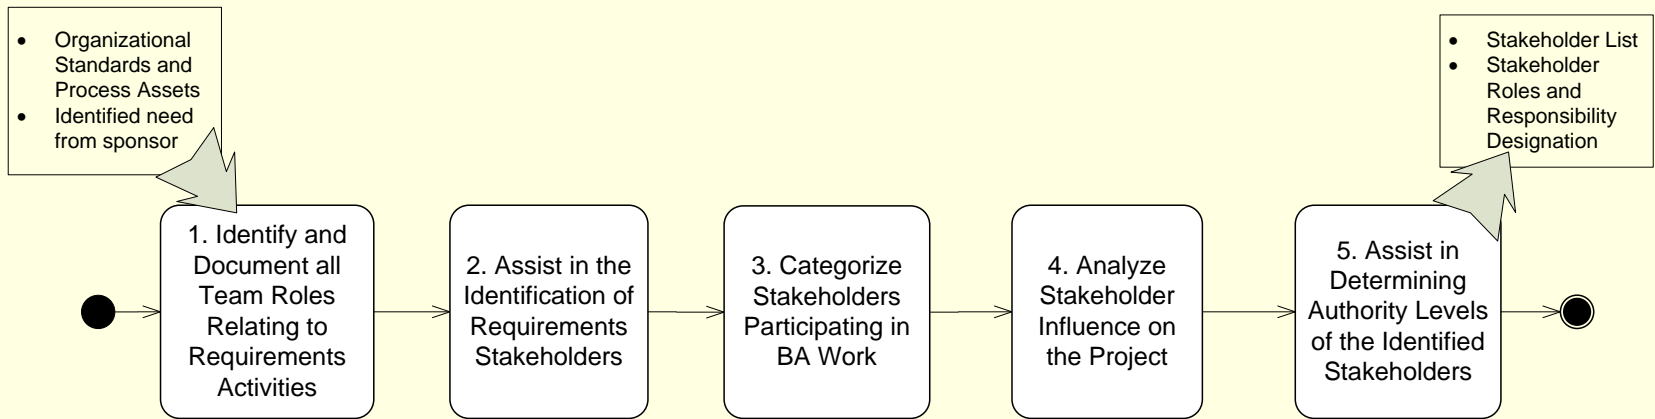 • Organizational
Standards and
Process Assets
• Identified need
from sponsor
• Stakeholder List
• Stakeholder
Roles and
Responsibility
Designation
1. Identify and
Document all
Team Roles
Relating to
Requirements
Activities
2. Assist in the
Identification of
Requirements
Stakeholders
3. Categorize
Stakeholders
Participating in
BA Work
4. Analyze
Stakeholder
Influence on
the Project
5. Assist in
Determining
Authority Levels
of the Identified
Stakeholders